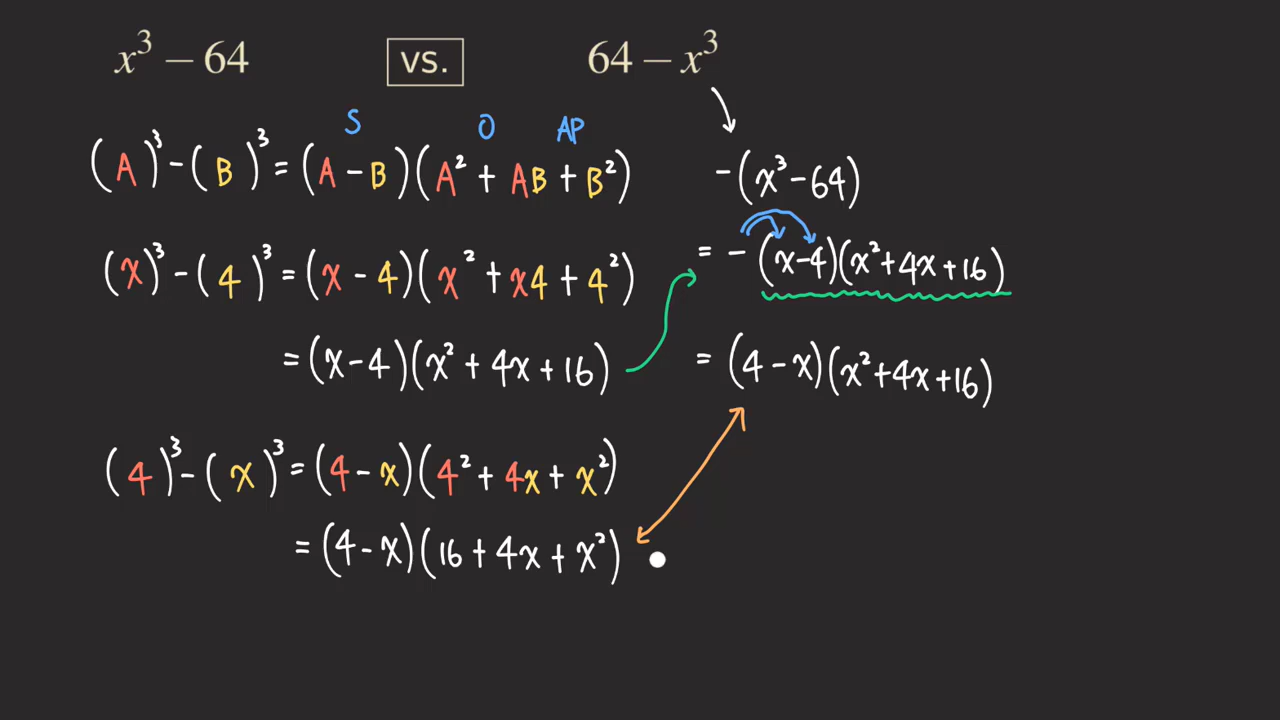 x³ − 64 vs. 64 − x³
S O AP
(A)³ - (B)³ = (A - B)(A² + AB + B²)
-(x³ - 64)
(x)³ - (4)³ = (x - 4)(x² + x4 + 4²)
= -(x-4)(x² + 4x + 16)
= (x - 4)(x² + 4x + 16)
= (4 - x)(x² + 4x + 16)
(4)³ - (x)³ = (4 - x)(4² + 4x + x²)
= (4 - x)(16 + 4x + x²)